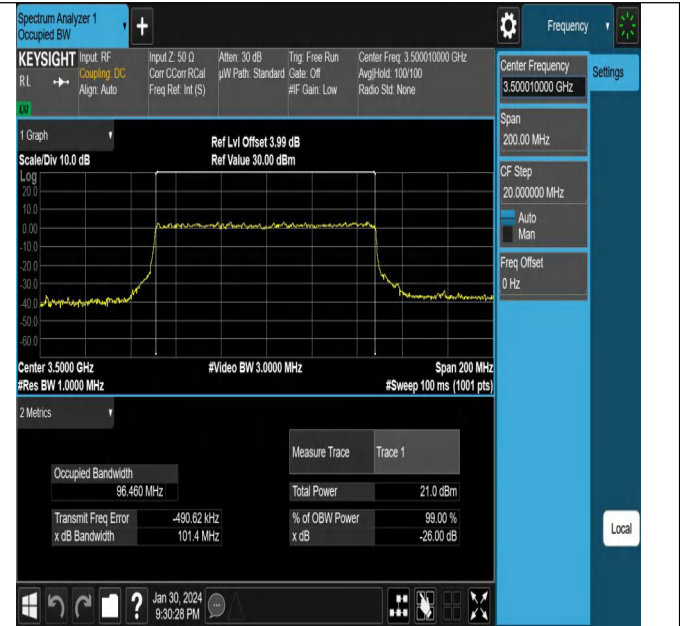 Spectrum Analyzer 1
Occupied BW
+
Frequency
KEYSIGHT
RL
Input: RF
Coupling: DC
Align: Auto
Input Z: 50 Ω
Corr CCorr RCal
Freq Ref: Int (S)
Atten: 30 dB
µW Path: Standard
Trig: Free Run
Gate: Off
#IF Gain: Low
Center Freq: 3.500010000 GHz
Avg|Hold: 100/100
Radio Std: None
Center Frequency
3.500010000 GHz
Settings
Span
200.00 MHz
CF Step
20.000000 MHz
Auto
Man
Freq Offset
0 Hz
1 Graph
Scale/Div 10.0 dB
Ref Lvl Offset 3.99 dB
Ref Value 30.00 dBm
Log
20.0
10.0
0.00
-10.0
-20.0
-30.0
-40.0
-50.0
-60.0
Center 3.5000 GHz
#Video BW 3.0000 MHz
Span 200 MHz
#Res BW 1.0000 MHz
#Sweep 100 ms (1001 pts)
2 Metrics
Measure Trace
Trace 1
Occupied Bandwidth
96.460 MHz
Total Power
21.0 dBm
Transmit Freq Error
-490.62 kHz
% of OBW Power
99.00 %
x dB Bandwidth
101.4 MHz
x dB
-26.00 dB
Local
?
Jan 30, 2024
9:30:28 PM